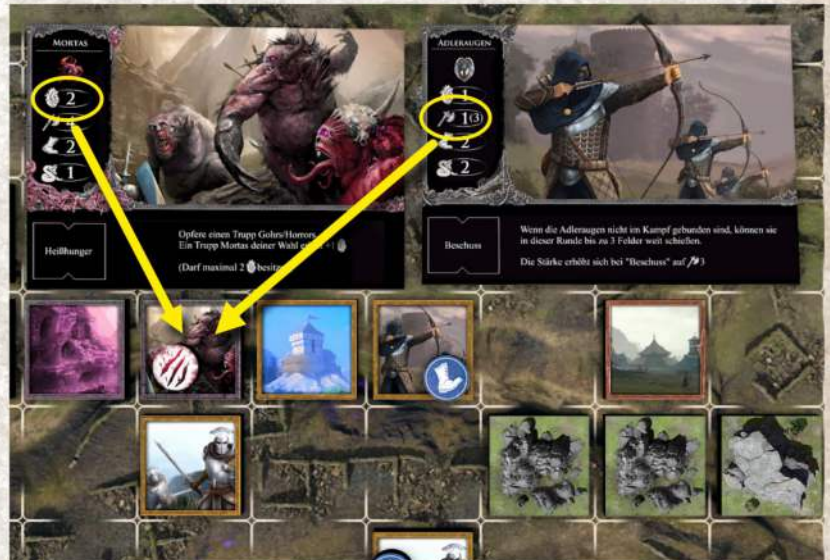 MORTAS
2
4
2
1
Heißhunger
Opfere einen Trupp Gohrs/Horrors.
Ein Trupp Mortas deiner Wahl +1
(Darf maximal 2
ADLERAUGEN
1
1(3)
2
2
Beschuss
Wenn die Adleraugen nicht im Kampf gebunden sind, können sie
in dieser Runde bis zu 3 Felder weit schießen.
Die Stärke erhöht sich bei "Beschuss" auf 3